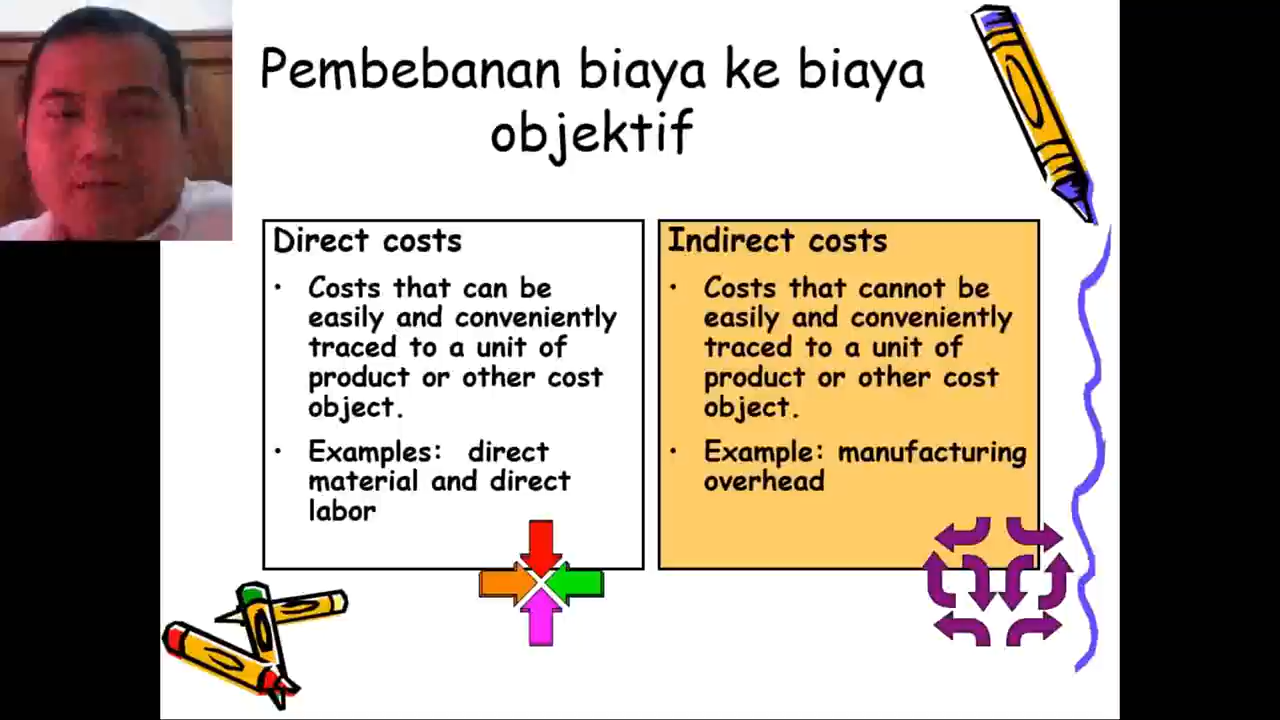 Pembebanan biaya ke biaya
objektif
Direct costs
• Costs that can be
easily and conveniently
traced to a unit of
product or other cost
object.
• Examples: direct
material and direct
labor
Indirect costs
• Costs that cannot be
easily and conveniently
traced to a unit of
product or other cost
object.
• Example: manufacturing
overhead